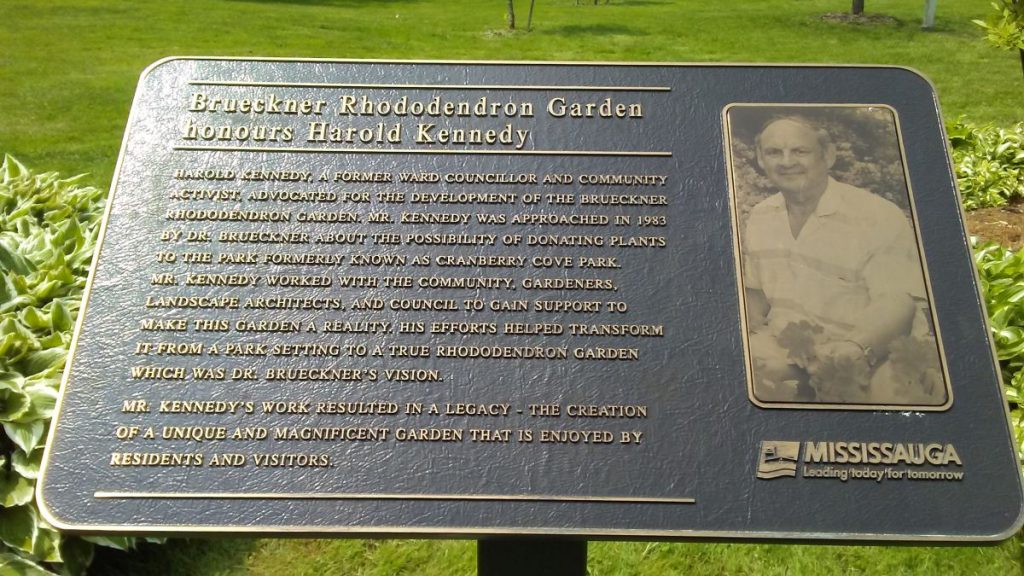 Brueckner Rhododendron Garden
honours Harold Kennedy
HAROLD KENNEDY, A FORMER WARD COUNCILLOR AND COMMUNITY
ACTIVIST, ADVOCATED FOR THE DEVELOPMENT OF THE BRUECKNER
RHODODENDRON GARDEN. MR. KENNEDY WAS APPROACHED IN 1983
BY DR. BRUECKNER ABOUT THE POSSIBILITY OF DONATING PLANTS
TO THE PARK FORMERLY KNOWN AS CRANBERRY COVE PARK.
MR. KENNEDY WORKED WITH THE COMMUNITY, GARDENERS,
LANDSCAPE ARCHITECTS, AND COUNCIL TO GAIN SUPPORT TO
MAKE THIS GARDEN A REALITY. HIS EFFORTS HELPED TRANSFORM
IT FROM A PARK SETTING TO A TRUE RHODODENDRON GARDEN
WHICH WAS DR. BRUECKNER'S VISION.
MR. KENNEDY'S WORK RESULTED IN A LEGACY - THE CREATION
OF A UNIQUE AND MAGNIFICENT GARDEN THAT IS ENJOYED BY
RESIDENTS AND VISITORS.
MISSISSAUGA
Leading today for tomorrow